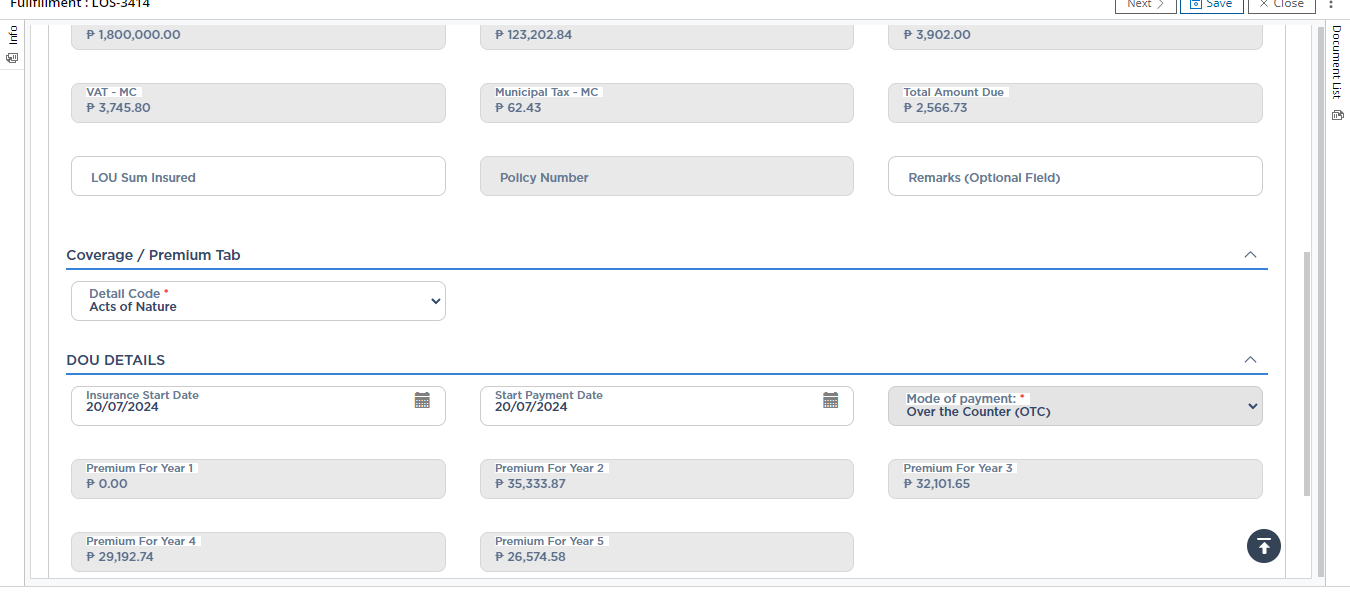 Fullfillment : LOS-3414
Next
Save
Close
Info
Document List
₱ 1,800,000.00
₱ 123,202.84
₱ 3,902.00
VAT - MC
₱ 3,745.80
Municipal Tax - MC
₱ 62.43
Total Amount Due
₱ 2,566.73
LOU Sum Insured
Policy Number
Remarks (Optional Field)
Coverage / Premium Tab
Detail Code *
Acts of Nature
DOU DETAILS
Insurance Start Date
20/07/2024
Start Payment Date
20/07/2024
Mode of payment: *
Over the Counter (OTC)
Premium For Year 1
₱ 0.00
Premium For Year 2
₱ 35,333.87
Premium For Year 3
₱ 32,101.65
Premium For Year 4
₱ 29,192.74
Premium For Year 5
₱ 26,574.58